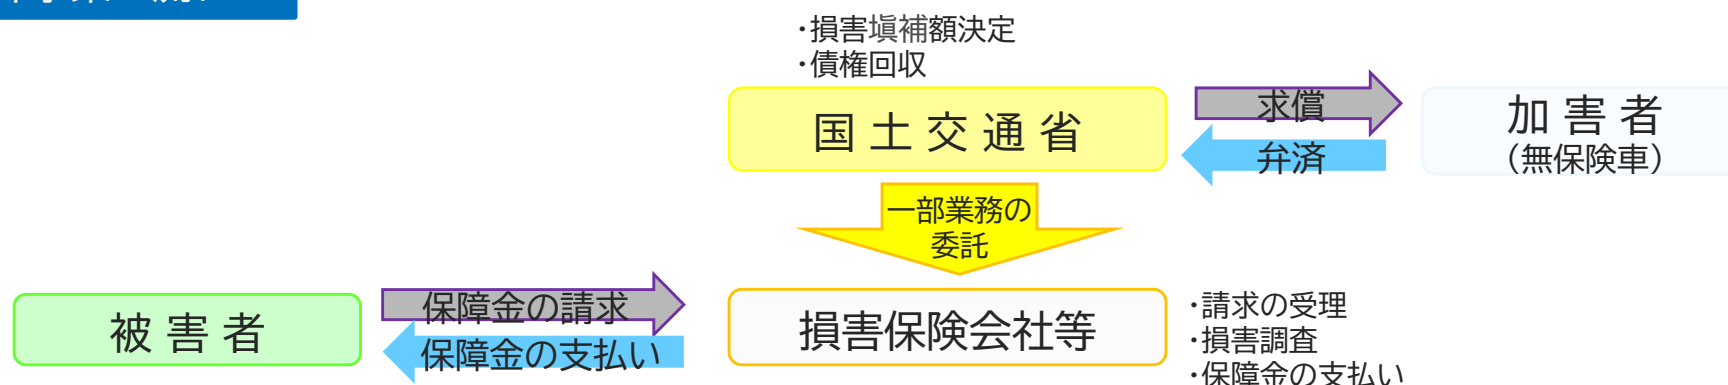 ・損害塡補額決定
・債権回収
国土交通省
求償
弁済
加害者
（無保険車）
一部業務の
委託
被害者
保障金の請求
保障金の支払い
損害保険会社等
・請求の受理
・損害調査
・保障金の支払い